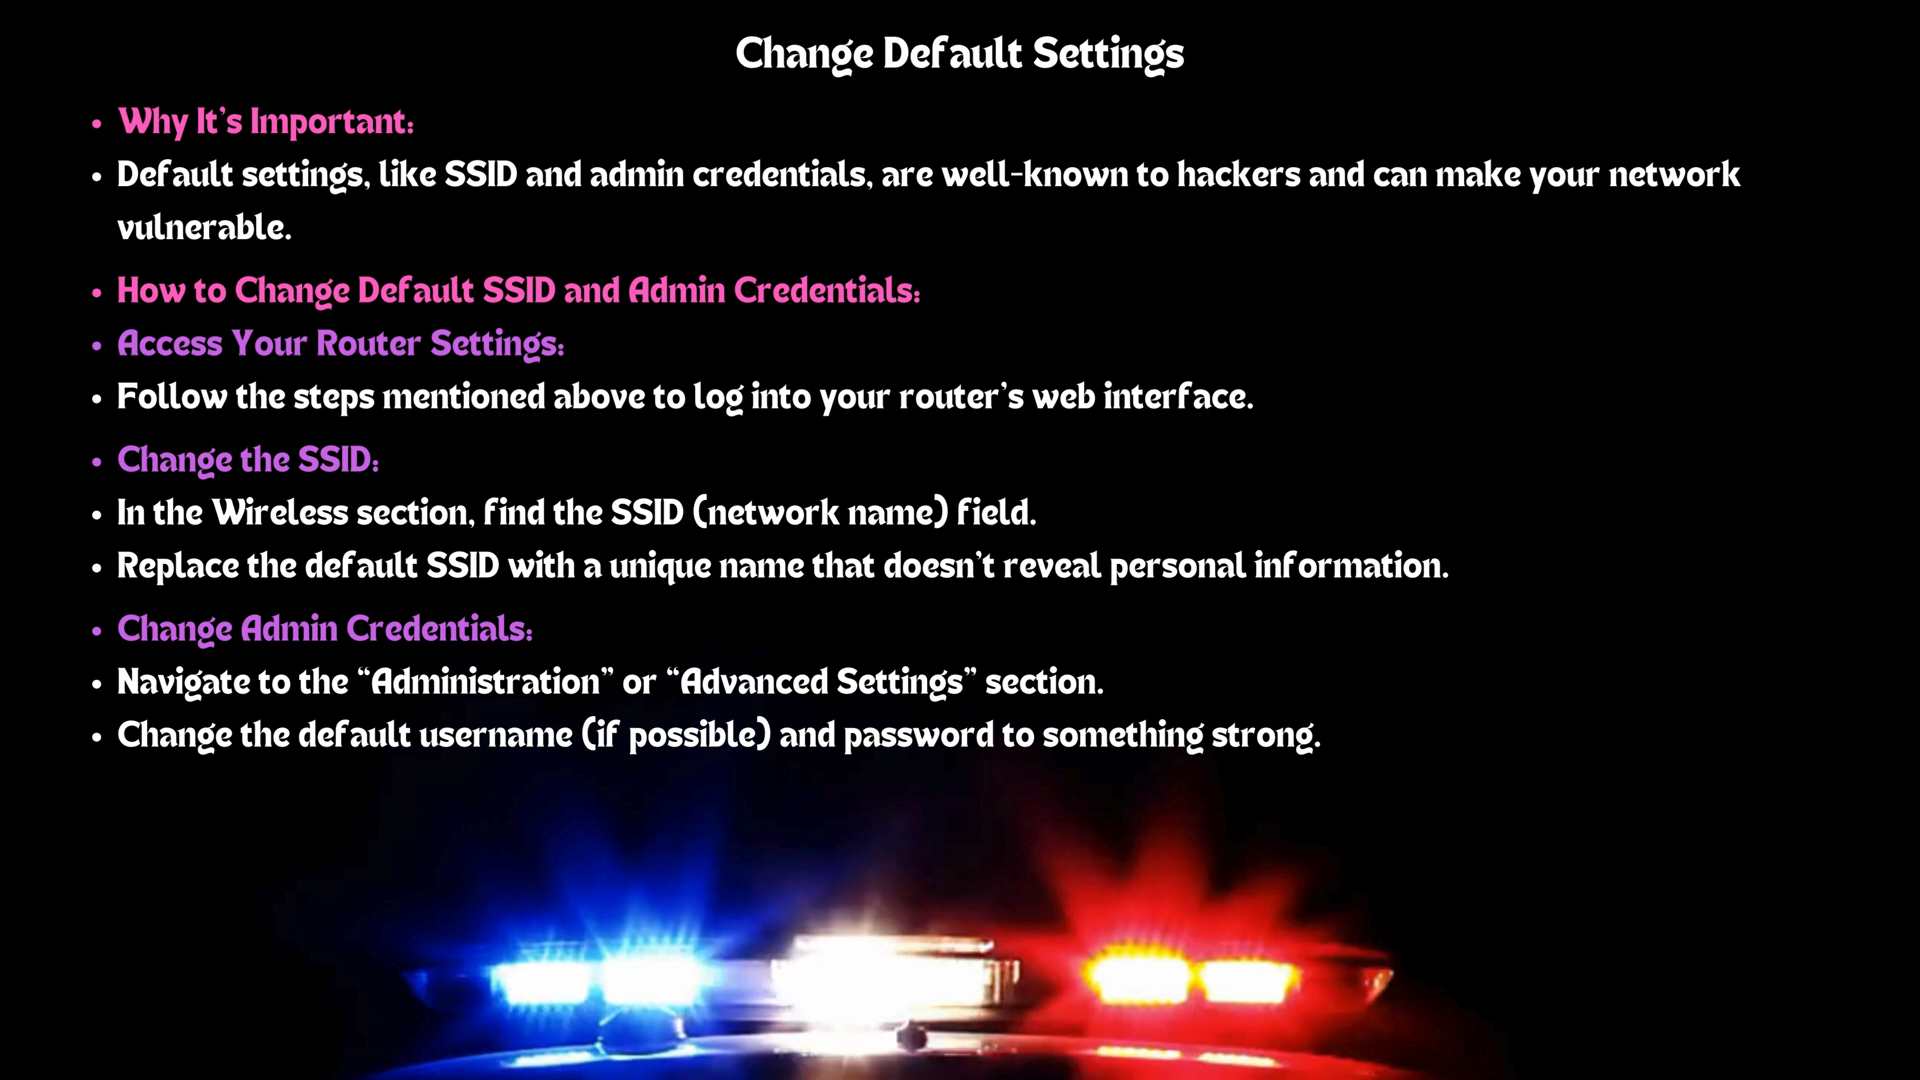 Change Default Settings
• Why It’s Important:
• Default settings, like SSID and admin credentials, are well-known to hackers and can make your network
vulnerable.
• How to Change Default SSID and Admin Credentials:
• Access Your Router Settings:
• Follow the steps mentioned above to log into your router’s web interface.
• Change the SSID:
• In the Wireless section, find the SSID (network name) field.
• Replace the default SSID with a unique name that doesn’t reveal personal information.
• Change Admin Credentials:
• Navigate to the “Administration” or “Advanced Settings” section.
• Change the default username (if possible) and password to something strong.